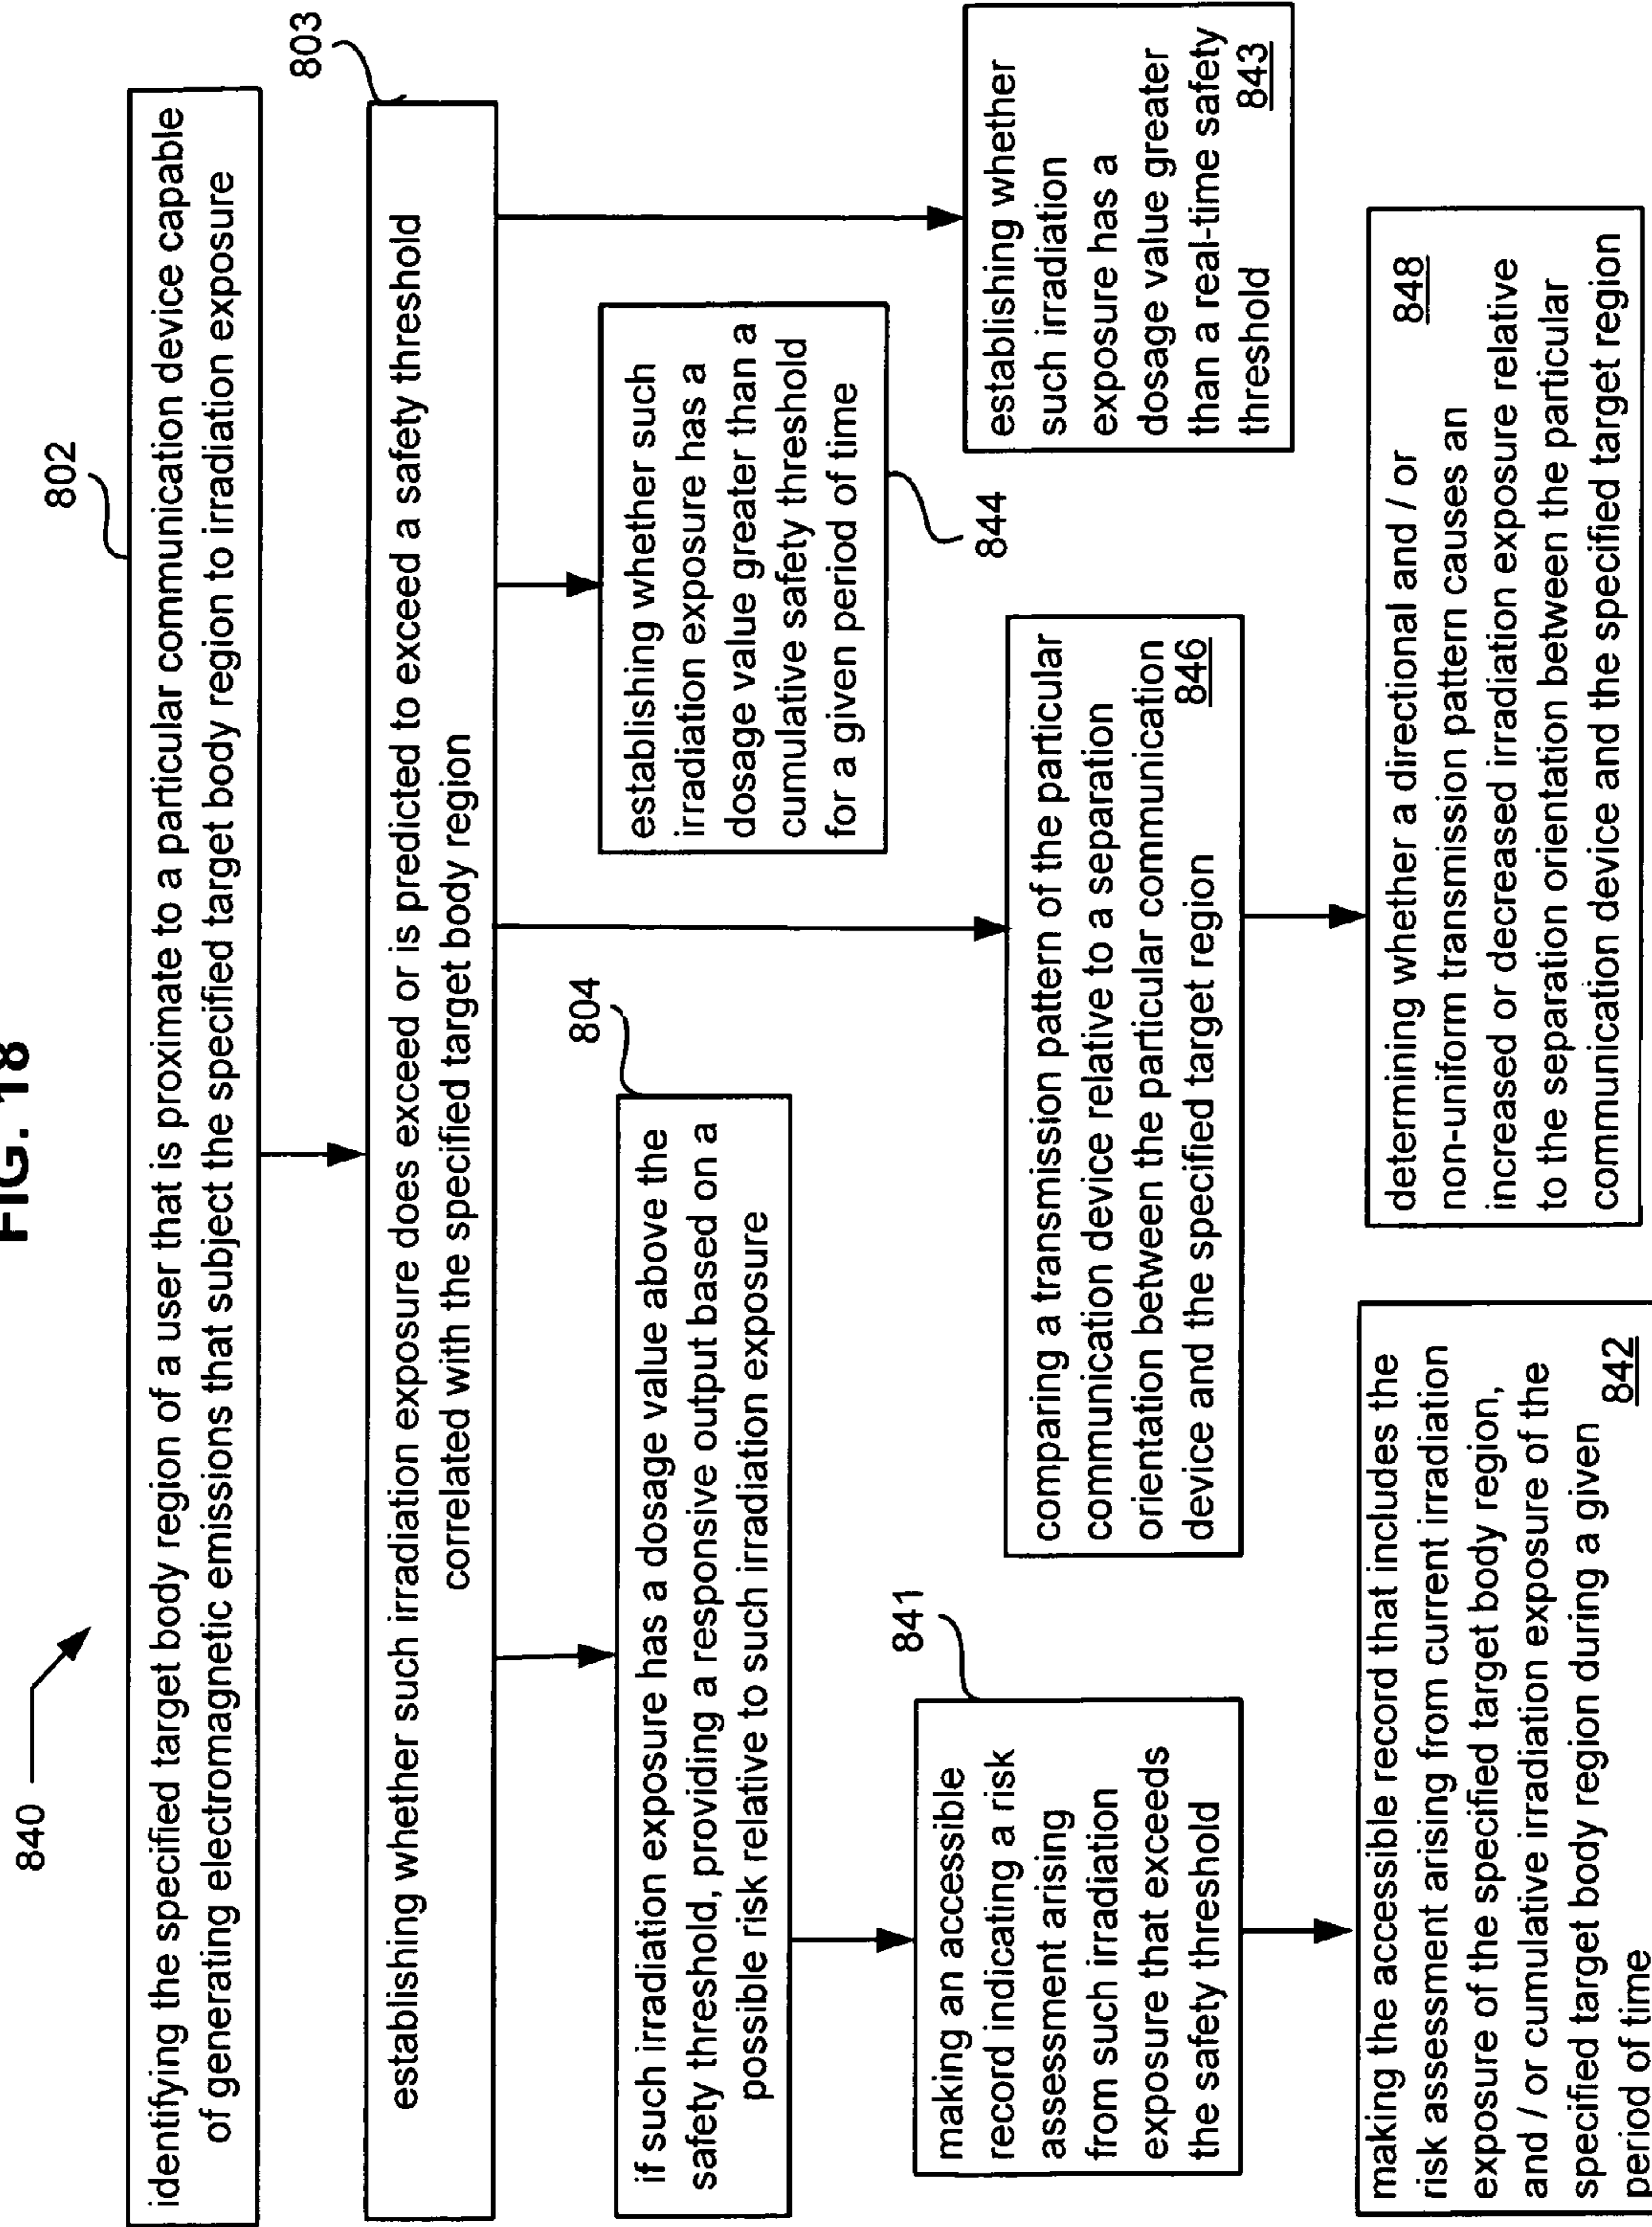 FIG. 18
840
802
identifying the specified target body region of a user that is proximate to a particular communication device capable
of generating electromagnetic emissions that subject the specified target body region to irradiation exposure
803
establishing whether such irradiation exposure does exceed or is predicted to exceed a safety threshold
correlated with the specified target body region
804
if such irradiation exposure has a dosage value above the
safety threshold, providing a responsive output based on a
possible risk relative to such irradiation exposure
establishing whether such
irradiation exposure has a
dosage value greater than a
cumulative safety threshold
for a given period of time
844
establishing whether
such irradiation
exposure has a
dosage value greater
than a real-time safety
threshold
843
841
making an accessible
record indicating a risk
assessment arising
from such irradiation
exposure that exceeds
the safety threshold
comparing a transmission pattern of the particular
communication device relative to a separation
orientation between the particular communication
device and the specified target region
846
making the accessible record that includes the
risk assessment arising from current irradiation
exposure of the specified target body region,
and / or cumulative irradiation exposure of the
specified target body region during a given
period of time
842
determining whether a directional and / or
non-uniform transmission pattern causes an
increased or decreased irradiation exposure relative
to the separation orientation between the particular
communication device and the specified target region
848